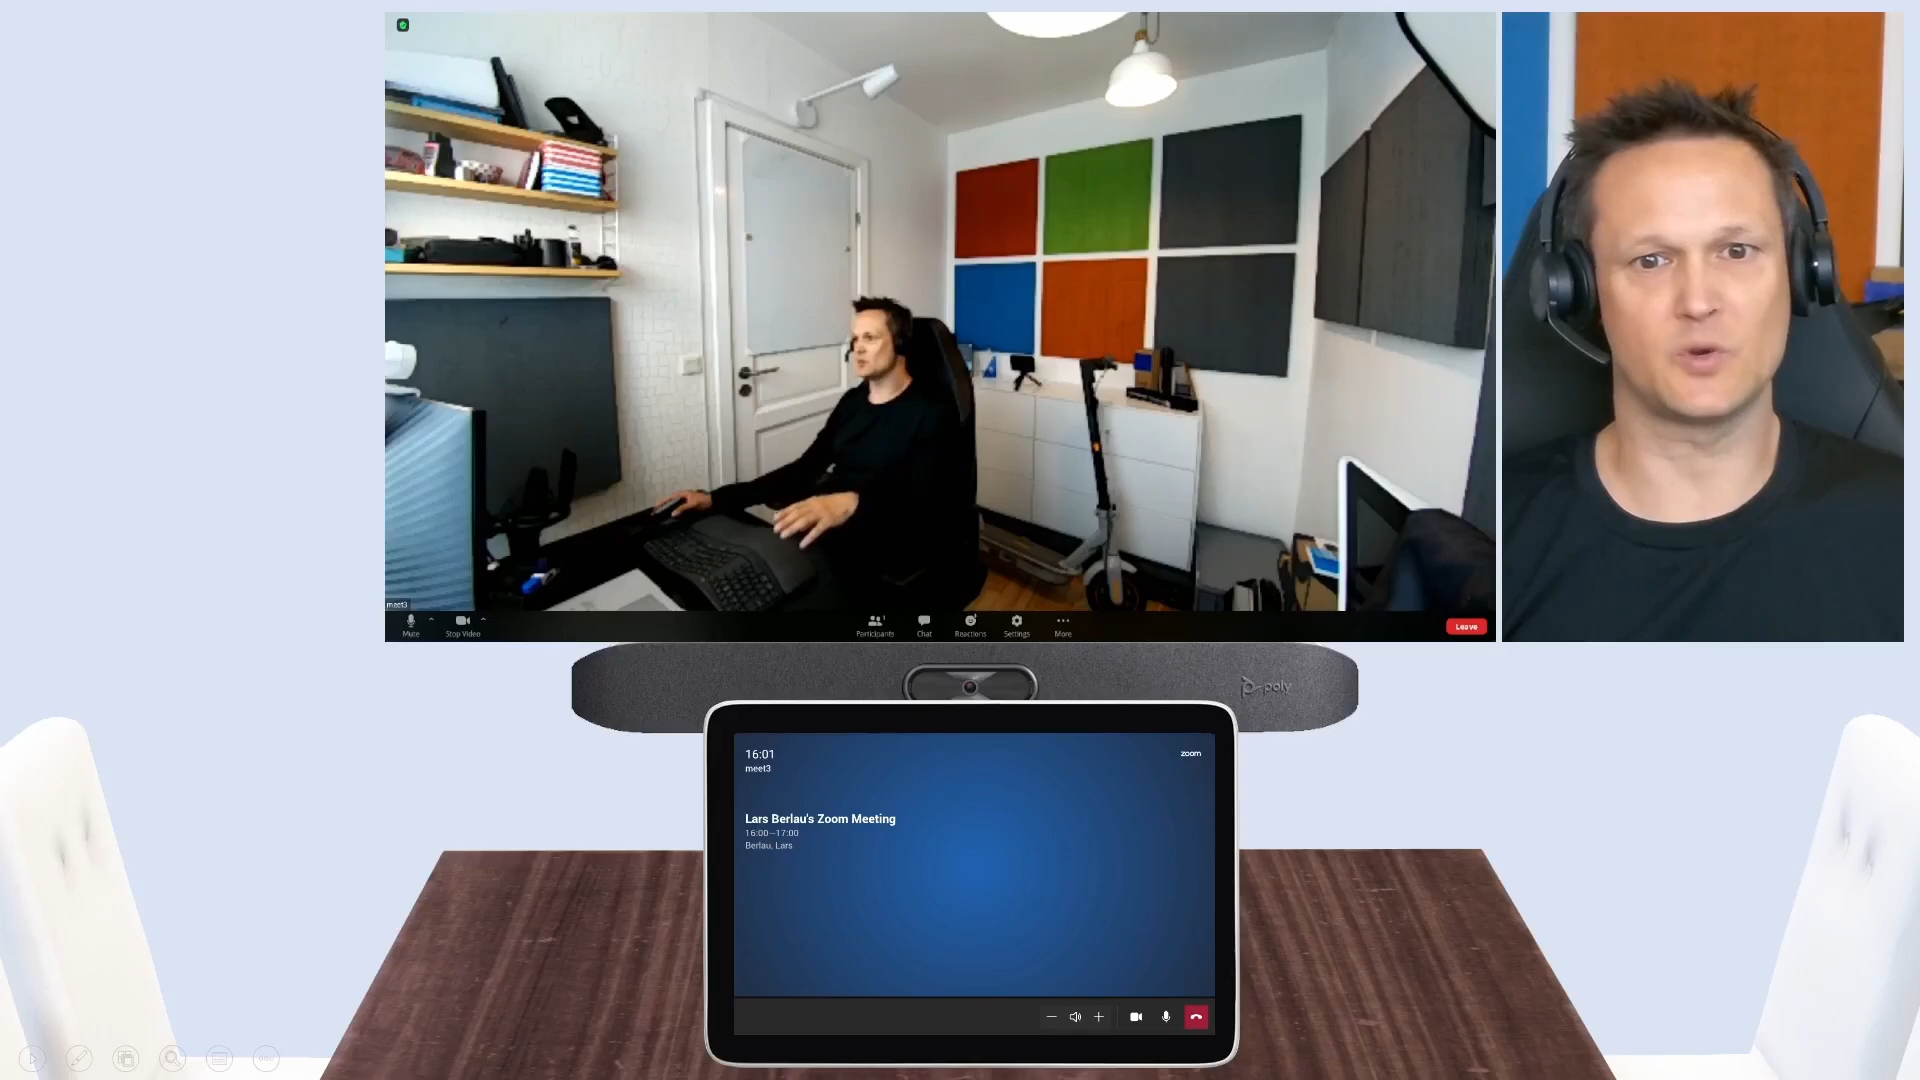 meet3
Mute
Stop Video
Participants
1
Chat
Reactions
Settings
More
Leave
poly
16:01
zoom
meet3
Lars Berlau's Zoom Meeting
16:00—17:00
Berlau, Lars